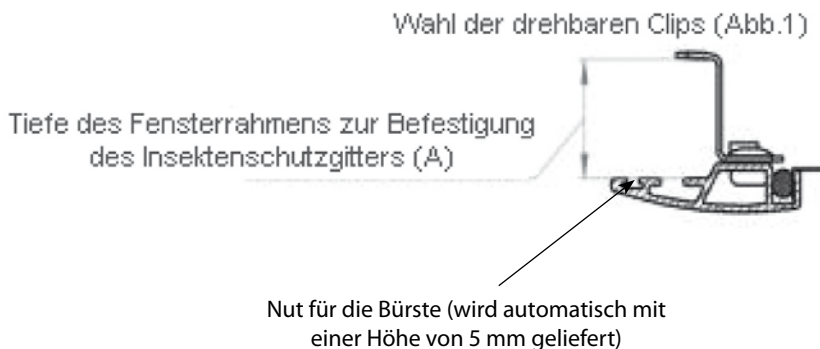 Wahl der drehbaren Clips (Abb.1)
Tiefe des Fensterrahmens zur Befestigung
des Insektenschutzgitters (A)
Nut für die Bürste (wird automatisch mit
einer Höhe von 5 mm geliefert)